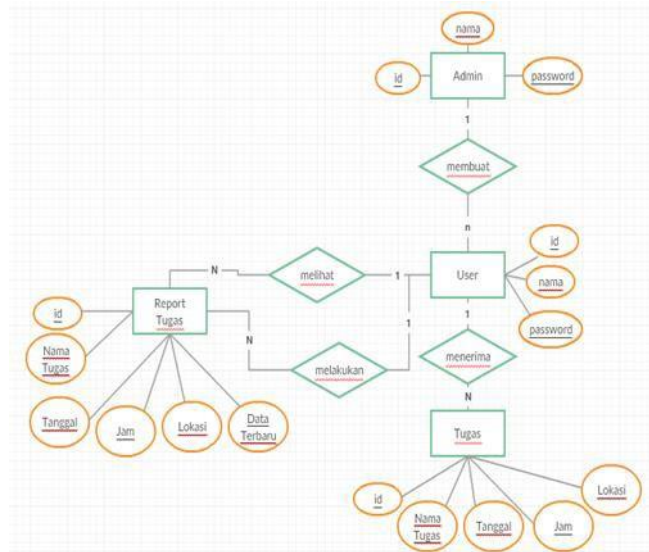 nama
id
Admin
password
1
membuat
n
id
User
nama
password
N
melihat
1
Report
Tugas
id
Nama
Tugas
N
melakukan
1
1
menerima
N
Tanggal
Jam
Lokasi
Data
Terbaru
Tugas
id
Nama
Tugas
Tanggal
Jam
Lokasi